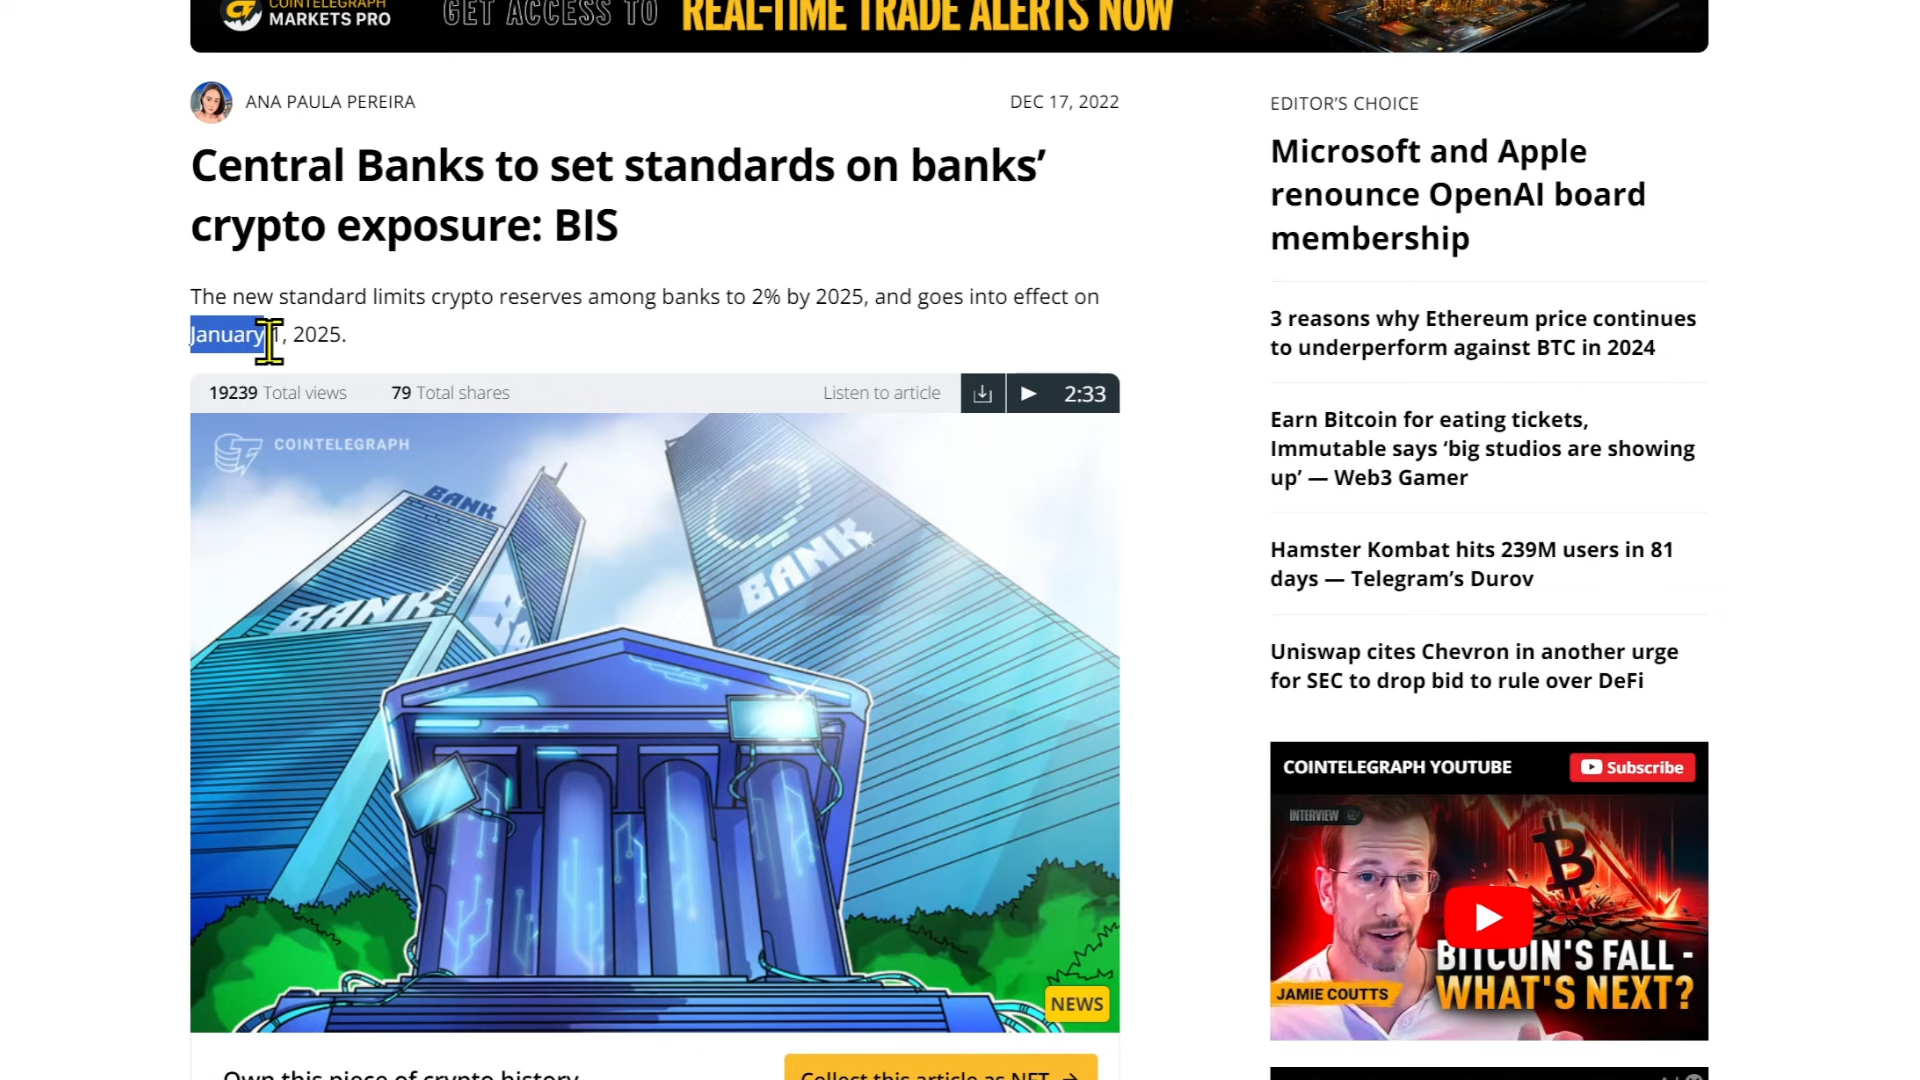 COINTELEGRAPH
MARKETS PRO
GET ACCESS TO REAL-TIME TRADE ALERTS NOW
ANA PAULA PEREIRA
DEC 17, 2022
Central Banks to set standards on banks’
crypto exposure: BIS
The new standard limits crypto reserves among banks to 2% by 2025, and goes into effect on
January 1, 2025.
19239 Total views
79 Total shares
Listen to article
2:33
COINTELEGRAPH
BANK
BANK
BANK
NEWS
Own this piece of crypto history
Collect this article as NFT →
EDITOR’S CHOICE
Microsoft and Apple
renounce OpenAI board
membership
3 reasons why Ethereum price continues
to underperform against BTC in 2024
Earn Bitcoin for eating tickets,
Immutable says ‘big studios are showing
up’ — Web3 Gamer
Hamster Kombat hits 239M users in 81
days — Telegram’s Durov
Uniswap cites Chevron in another urge
for SEC to drop bid to rule over DeFi
COINTELEGRAPH YOUTUBE
Subscribe
INTERVIEW
BITCOIN'S FALL -
WHAT'S NEXT?
JAMIE COUTTS